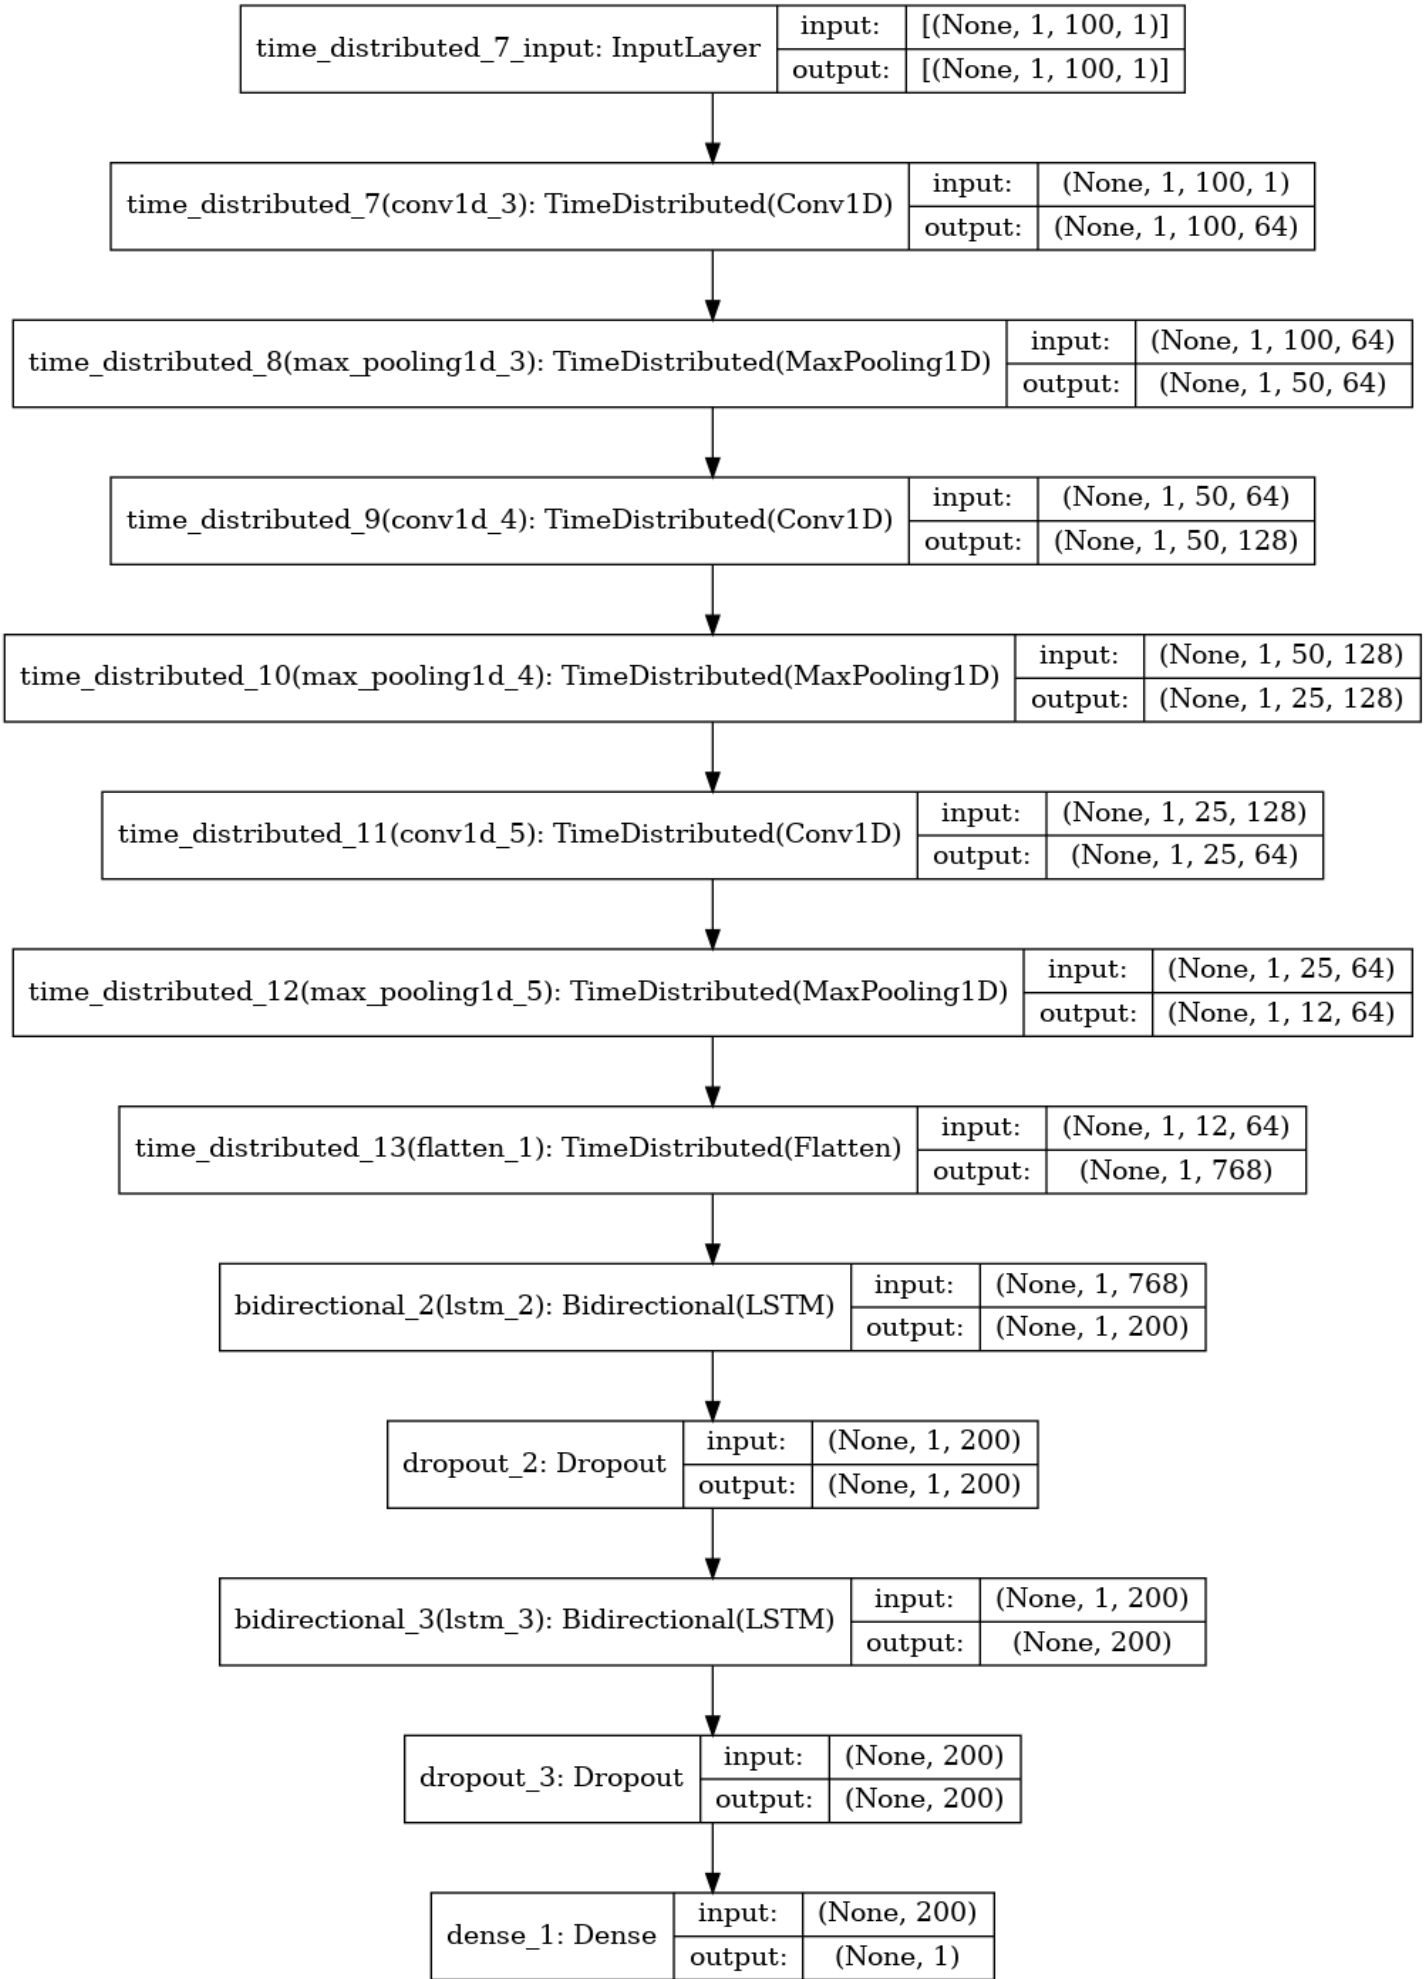 time_distributed_7_input: InputLayer
input:
[(None, 1, 100, 1)]
output:
[(None, 1, 100, 1)]
time_distributed_7(conv1d_3): TimeDistributed(Conv1D)
input:
(None, 1, 100, 1)
output:
(None, 1, 100, 64)
time_distributed_8(max_pooling1d_3): TimeDistributed(MaxPooling1D)
input:
(None, 1, 100, 64)
output:
(None, 1, 50, 64)
time_distributed_9(conv1d_4): TimeDistributed(Conv1D)
input:
(None, 1, 50, 64)
output:
(None, 1, 50, 128)
time_distributed_10(max_pooling1d_4): TimeDistributed(MaxPooling1D)
input:
(None, 1, 50, 128)
output:
(None, 1, 25, 128)
time_distributed_11(conv1d_5): TimeDistributed(Conv1D)
input:
(None, 1, 25, 128)
output:
(None, 1, 25, 64)
time_distributed_12(max_pooling1d_5): TimeDistributed(MaxPooling1D)
input:
(None, 1, 25, 64)
output:
(None, 1, 12, 64)
time_distributed_13(flatten_1): TimeDistributed(Flatten)
input:
(None, 1, 12, 64)
output:
(None, 1, 768)
bidirectional_2(lstm_2): Bidirectional(LSTM)
input:
(None, 1, 768)
output:
(None, 1, 200)
dropout_2: Dropout
input:
(None, 1, 200)
output:
(None, 1, 200)
bidirectional_3(lstm_3): Bidirectional(LSTM)
input:
(None, 1, 200)
output:
(None, 200)
dropout_3: Dropout
input:
(None, 200)
output:
(None, 200)
dense_1: Dense
input:
(None, 200)
output:
(None, 1)